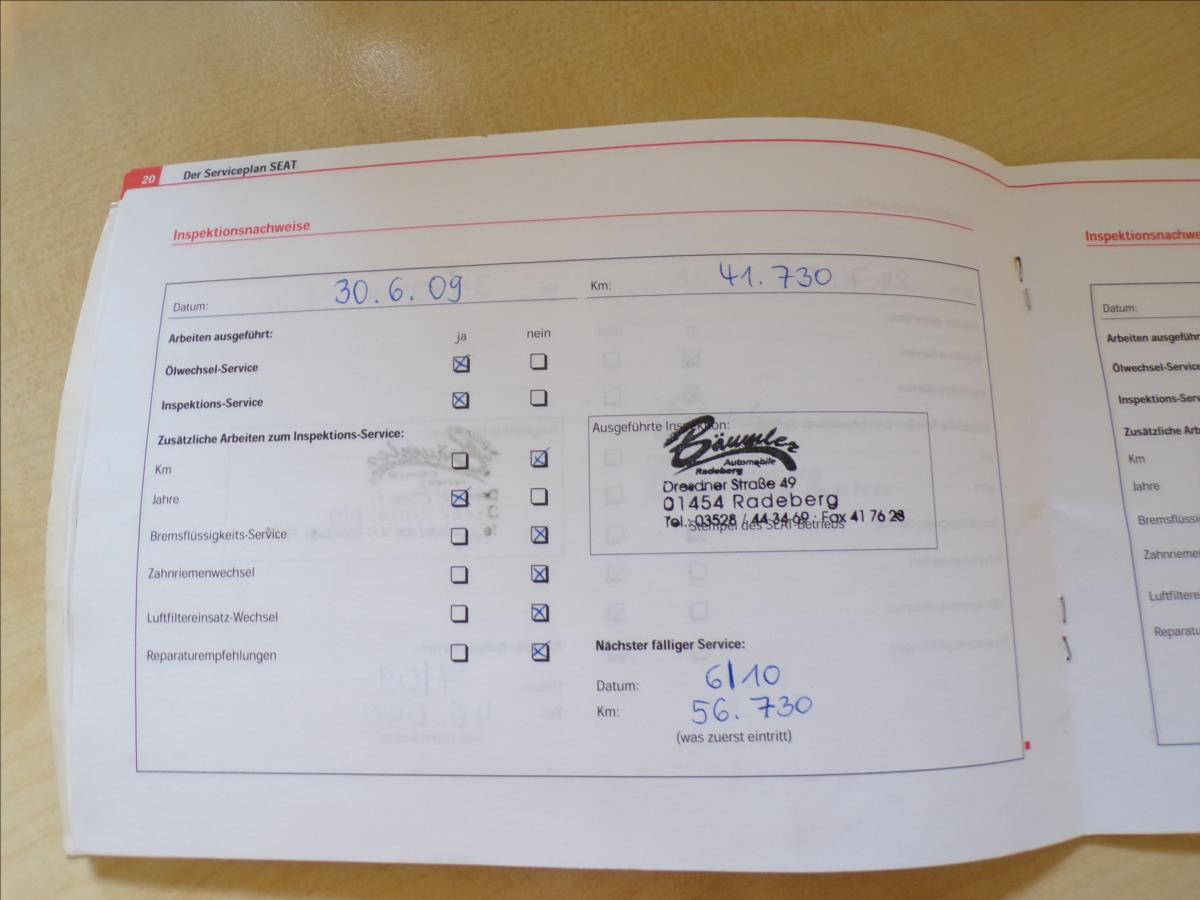 20 Der Serviceplan SEAT
Inspektionsnachweise
Datum: 30.6.09 Km: 41.730
Arbeiten ausgeführt: ja nein
Ölwechsel-Service
Inspektions-Service
Zusätzliche Arbeiten zum Inspektions-Service:
Km
Jahre
Bremsflüssigkeits-Service
Zahnriemenwechsel
Luftfiltereinsatz-Wechsel
Reparaturempfehlungen
Ausgeführte Inspektion:
Bäumler
Automobile
Radeberg
Dresdner Straße 49
01454 Radeberg
Tel.: 03528 / 44 34 69 · Fax 41 76 28
Stempel des SEAT-Betriebs
Nächster fälliger Service:
Datum: 6/10
Km: 56.730
(was zuerst eintritt)
Inspektionsnachwe
Datum:
Arbeiten ausgeführ
Ölwechsel-Service
Inspektions-Serv
Zusätzliche Arb
Km
Jahre
Bremsflüssig
Zahnrieme
Luftfiltere
Reparatu